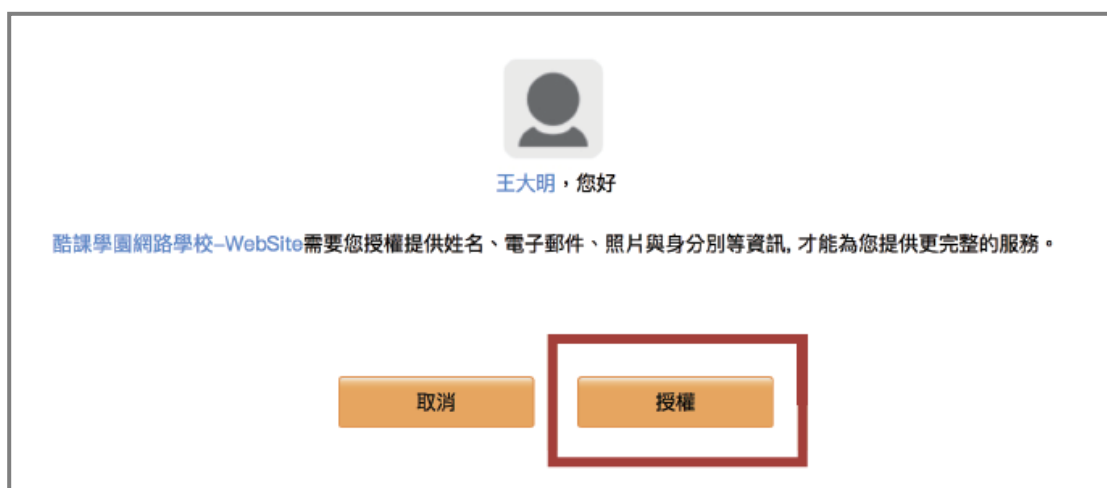 王大明，您好
酷課學園網路學校-WebSite需要您授權提供姓名、電子郵件、照片與身分別等資訊, 才能為您提供更完整的服務。
取消 授權